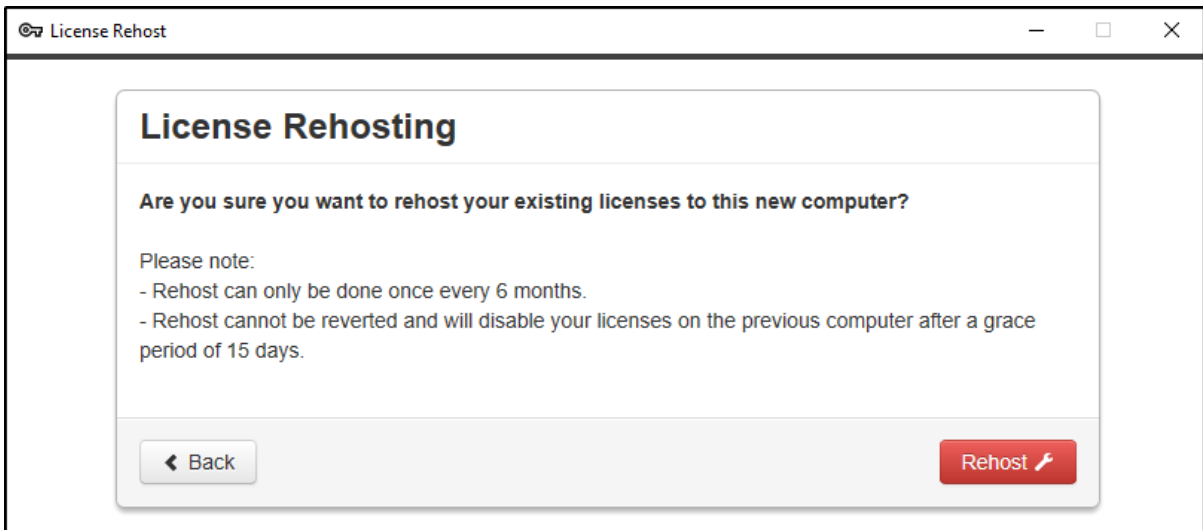 License Rehost
License Rehosting
Are you sure you want to rehost your existing licenses to this new computer?
Please note:
- Rehost can only be done once every 6 months.
- Rehost cannot be reverted and will disable your licenses on the previous computer after a grace
period of 15 days.
Back
Rehost